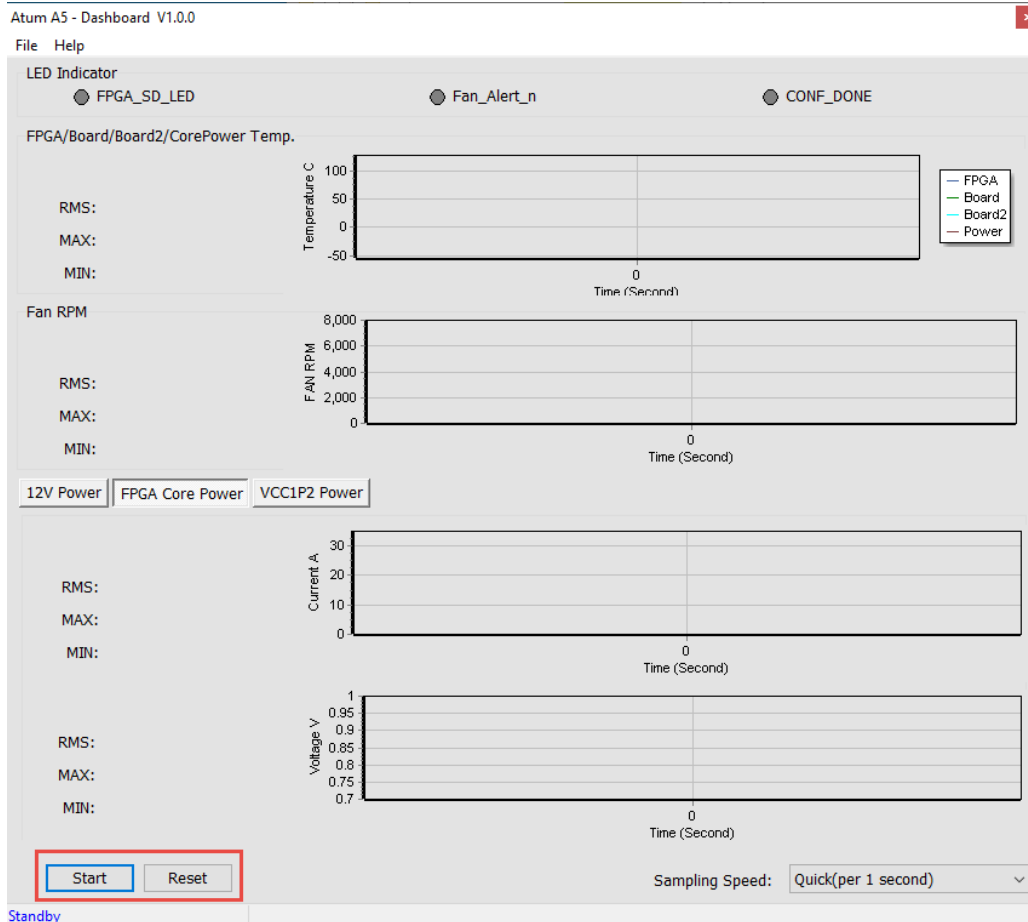 Atum A5 - Dashboard V1.0.0
File Help
LED Indicator
FPGA_SD_LED Fan_Alert_n CONF_DONE
FPGA/Board/Board2/CorePower Temp.
RMS:
MAX:
MIN:
Temperature C
100
50
0
-50
0
Time (Second)
FPGA
Board
Board2
Power
Fan RPM
RMS:
MAX:
MIN:
FAN RPM
8,000
6,000
4,000
2,000
0
0
Time (Second)
12V Power FPGA Core Power VCC1P2 Power
RMS:
MAX:
MIN:
Current A
30
20
10
0
0
Time (Second)
RMS:
MAX:
MIN:
Voltage V
1
0.95
0.9
0.85
0.8
0.75
0.7
0
Time (Second)
Start Reset
Sampling Speed: Quick(per 1 second)
Standby